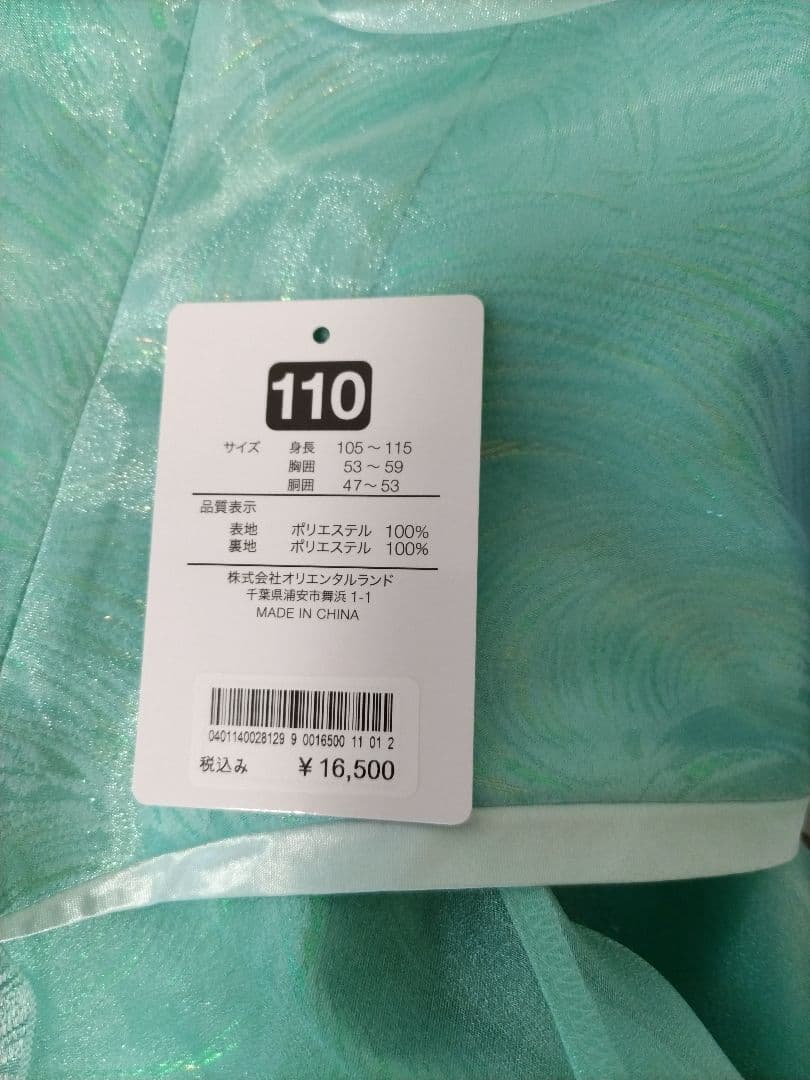 110
サイズ 身長 105～115
胸囲 53～59
胴囲 47～53
品質表示
表地 ポリエステル 100%
裏地 ポリエステル 100%
株式会社オリエンタルランド
千葉県浦安市舞浜 1-1
MADE IN CHINA
0401140028129 9 0016500 11 01 2
税込み ¥16,500